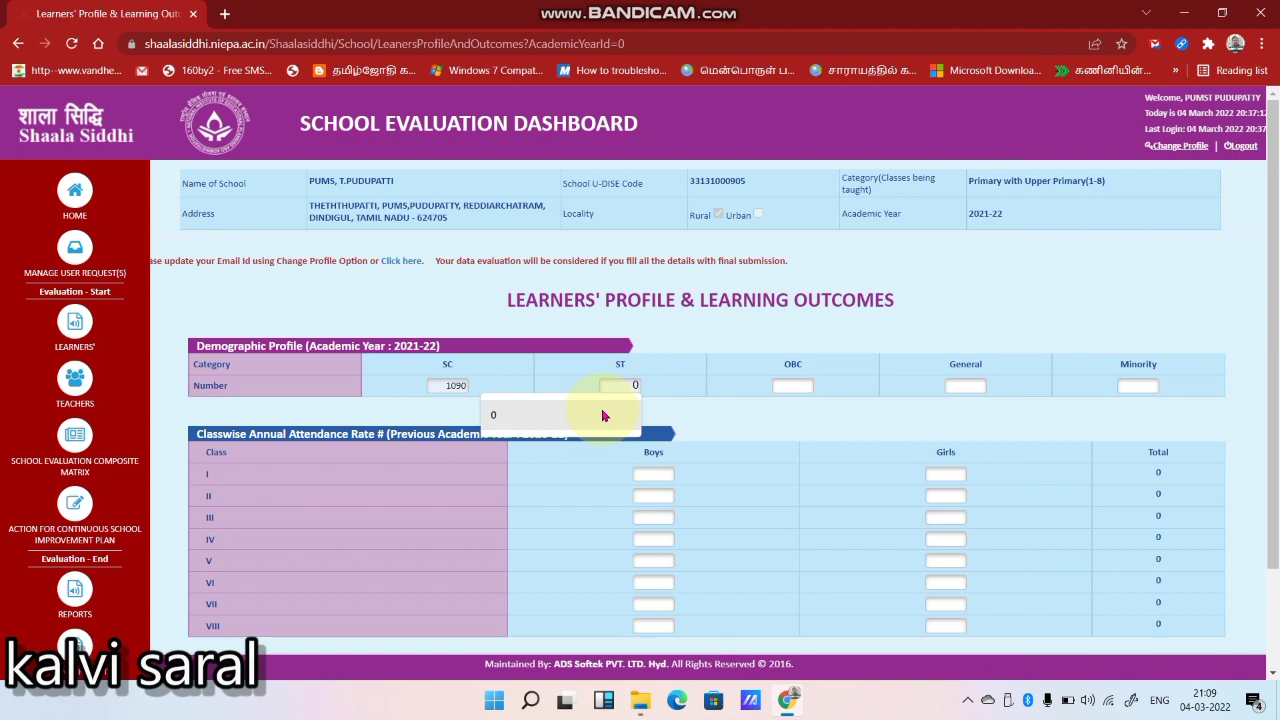 www.BANDICAM.com
Learners' Profile & Learning Outc
shaalasiddhi.niepa.ac.in/Shaalasiddhi/School/LeanersProfileAndOutcomes?AcademicYearId=0
http--www.vandhe... 160by2 - Free SMS... தமிழ்ஜோதி க... Windows 7 Compat... How to troublesho... மென்பொருள் ப... சாராயத்தில் க... Microsoft Downloa... கணினியின்... » Reading list
शाला सिद्धि
Shaala Siddhi
SCHOOL EVALUATION DASHBOARD
Welcome, PUMST PUDUPATTY
Today is 04 March 2022 20:37:1
Last Login: 04 March 2022 20:37
Change Profile | Logout
HOME
MANAGE USER REQUEST(S)
Evaluation - Start
LEARNERS'
TEACHERS
SCHOOL EVALUATION COMPOSITE
MATRIX
ACTION FOR CONTINUOUS SCHOOL
IMPROVEMENT PLAN
Evaluation - End
REPORTS
Name of School PUMS, T.PUDUPATTI School U-DISE Code 33131000905 Category(Classes being taught) Primary with Upper Primary(1-8)
Address THETHTHUPATTI, PUMS,PUDUPATTY, REDDIARCHATRAM, DINDIGUL, TAMIL NADU - 624705 Locality Rural Urban Academic Year 2021-22
ase update your Email Id using Change Profile Option or Click here. Your data evaluation will be considered if you fill all the details with final submission.
LEARNERS' PROFILE & LEARNING OUTCOMES
Demographic Profile (Academic Year : 2021-22)
Category SC ST OBC General Minority
Number 1090 0
0
Classwise Annual Attendance Rate # (Previous Academic
Class Boys Girls Total
I 0
II 0
III 0
IV 0
V 0
VI 0
VII 0
VIII 0
Maintained By: ADS Softek PVT. LTD. Hyd. All Rights Reserved © 2016.
kalvi saral
ENG 21:09
04-03-2022
4